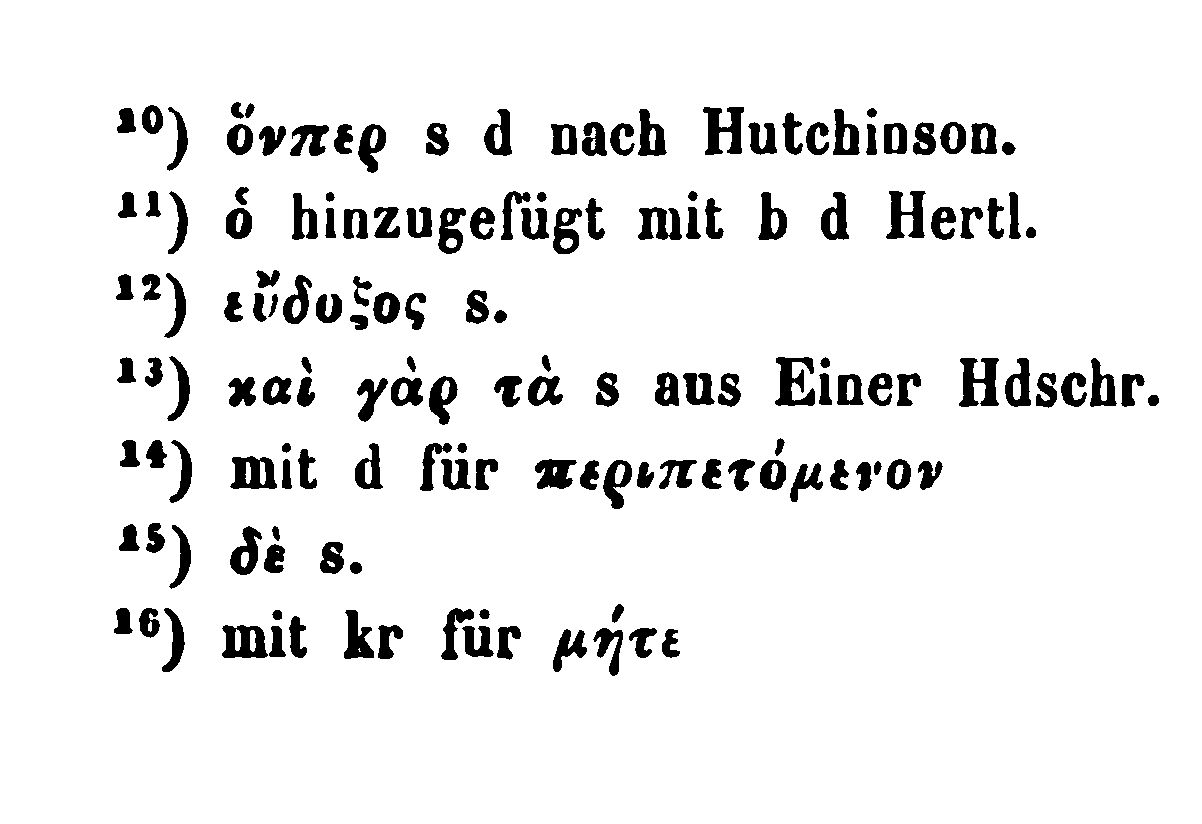 ¹⁰) ὅνπερ s d nach Hutchinson.
¹¹) ὁ hinzugefügt mit b d Hertl.
¹²) εὔδοξος s.
¹³) καὶ γὰρ τὰ s aus Einer Hdschr.
¹⁴) mit d für περιπετόμενον
¹⁵) δὲ s.
¹⁶) mit kr für μήτε